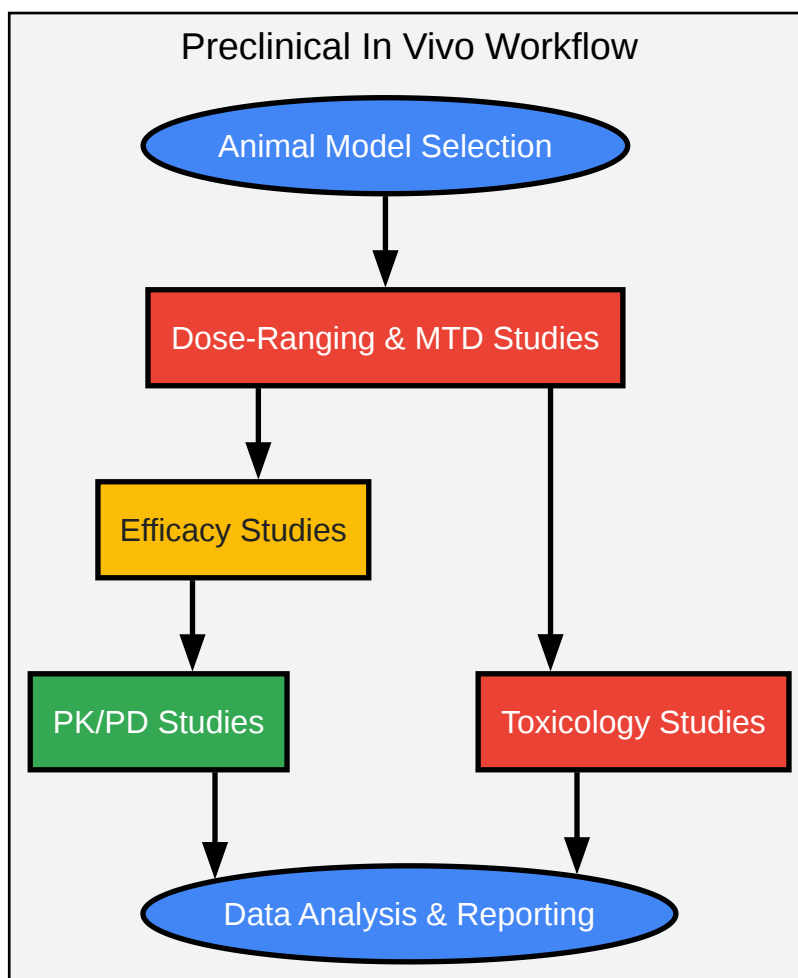 Preclinical In Vivo Workflow
Animal Model Selection
Dose-Ranging & MTD Studies
Efficacy Studies
PK/PD Studies
Toxicology Studies
Data Analysis & Reporting